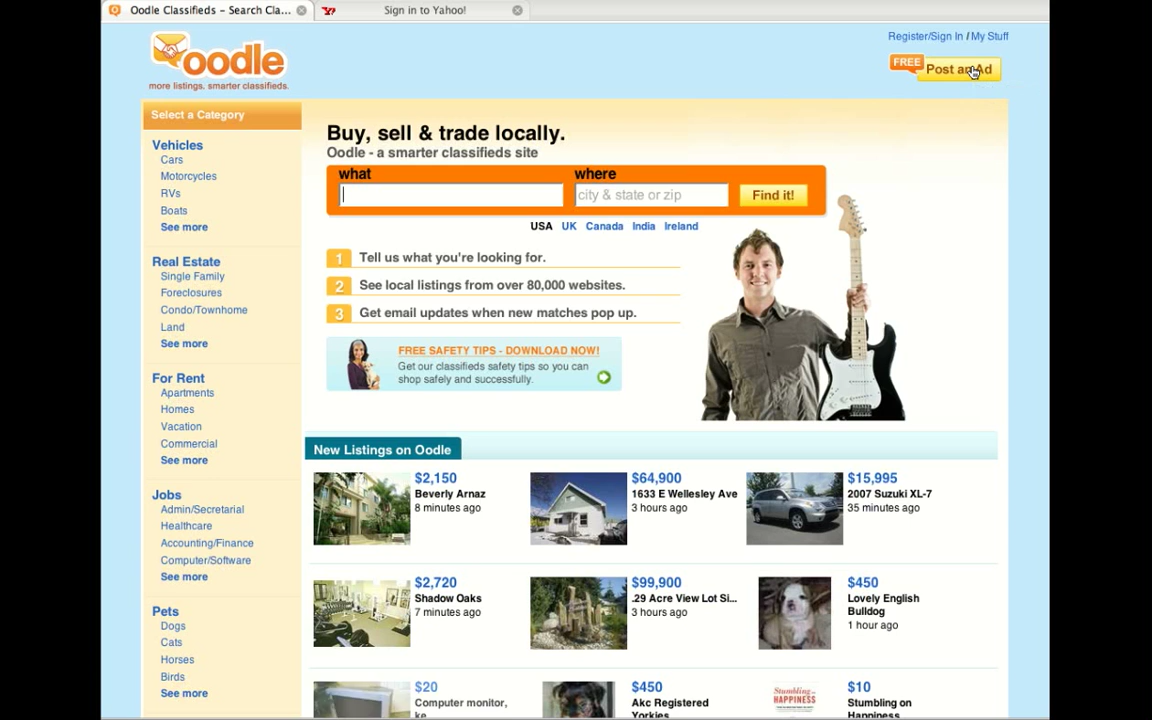 Oodle Classifieds – Search Cla...
Sign in to Yahoo!
Register/Sign In / My Stuff
oodle
more listings. smarter classifieds.
FREE
Post an Ad
Select a Category
Vehicles
Cars
Motorcycles
RVs
Boats
See more
Real Estate
Single Family
Foreclosures
Condo/Townhome
Land
See more
For Rent
Apartments
Homes
Vacation
Commercial
See more
Jobs
Admin/Secretarial
Healthcare
Accounting/Finance
Computer/Software
See more
Pets
Dogs
Cats
Horses
Birds
See more
Buy, sell & trade locally.
Oodle - a smarter classifieds site
what
where
city & state or zip
Find it!
USA UK Canada India Ireland
1 Tell us what you're looking for.
2 See local listings from over 80,000 websites.
3 Get email updates when new matches pop up.
FREE SAFETY TIPS - DOWNLOAD NOW!
Get our classifieds safety tips so you can
shop safely and successfully.
New Listings on Oodle
$2,150
Beverly Arnaz
8 minutes ago
$64,900
1633 E Wellesley Ave
3 hours ago
$15,995
2007 Suzuki XL-7
35 minutes ago
$2,720
Shadow Oaks
7 minutes ago
$99,900
.29 Acre View Lot Si...
3 hours ago
$450
Lovely English
Bulldog
1 hour ago
$20
Computer monitor,
ke
$450
Akc Registered
Yorkies
Stumbling on
HAPPINESS
$10
Stumbling on
Happiness